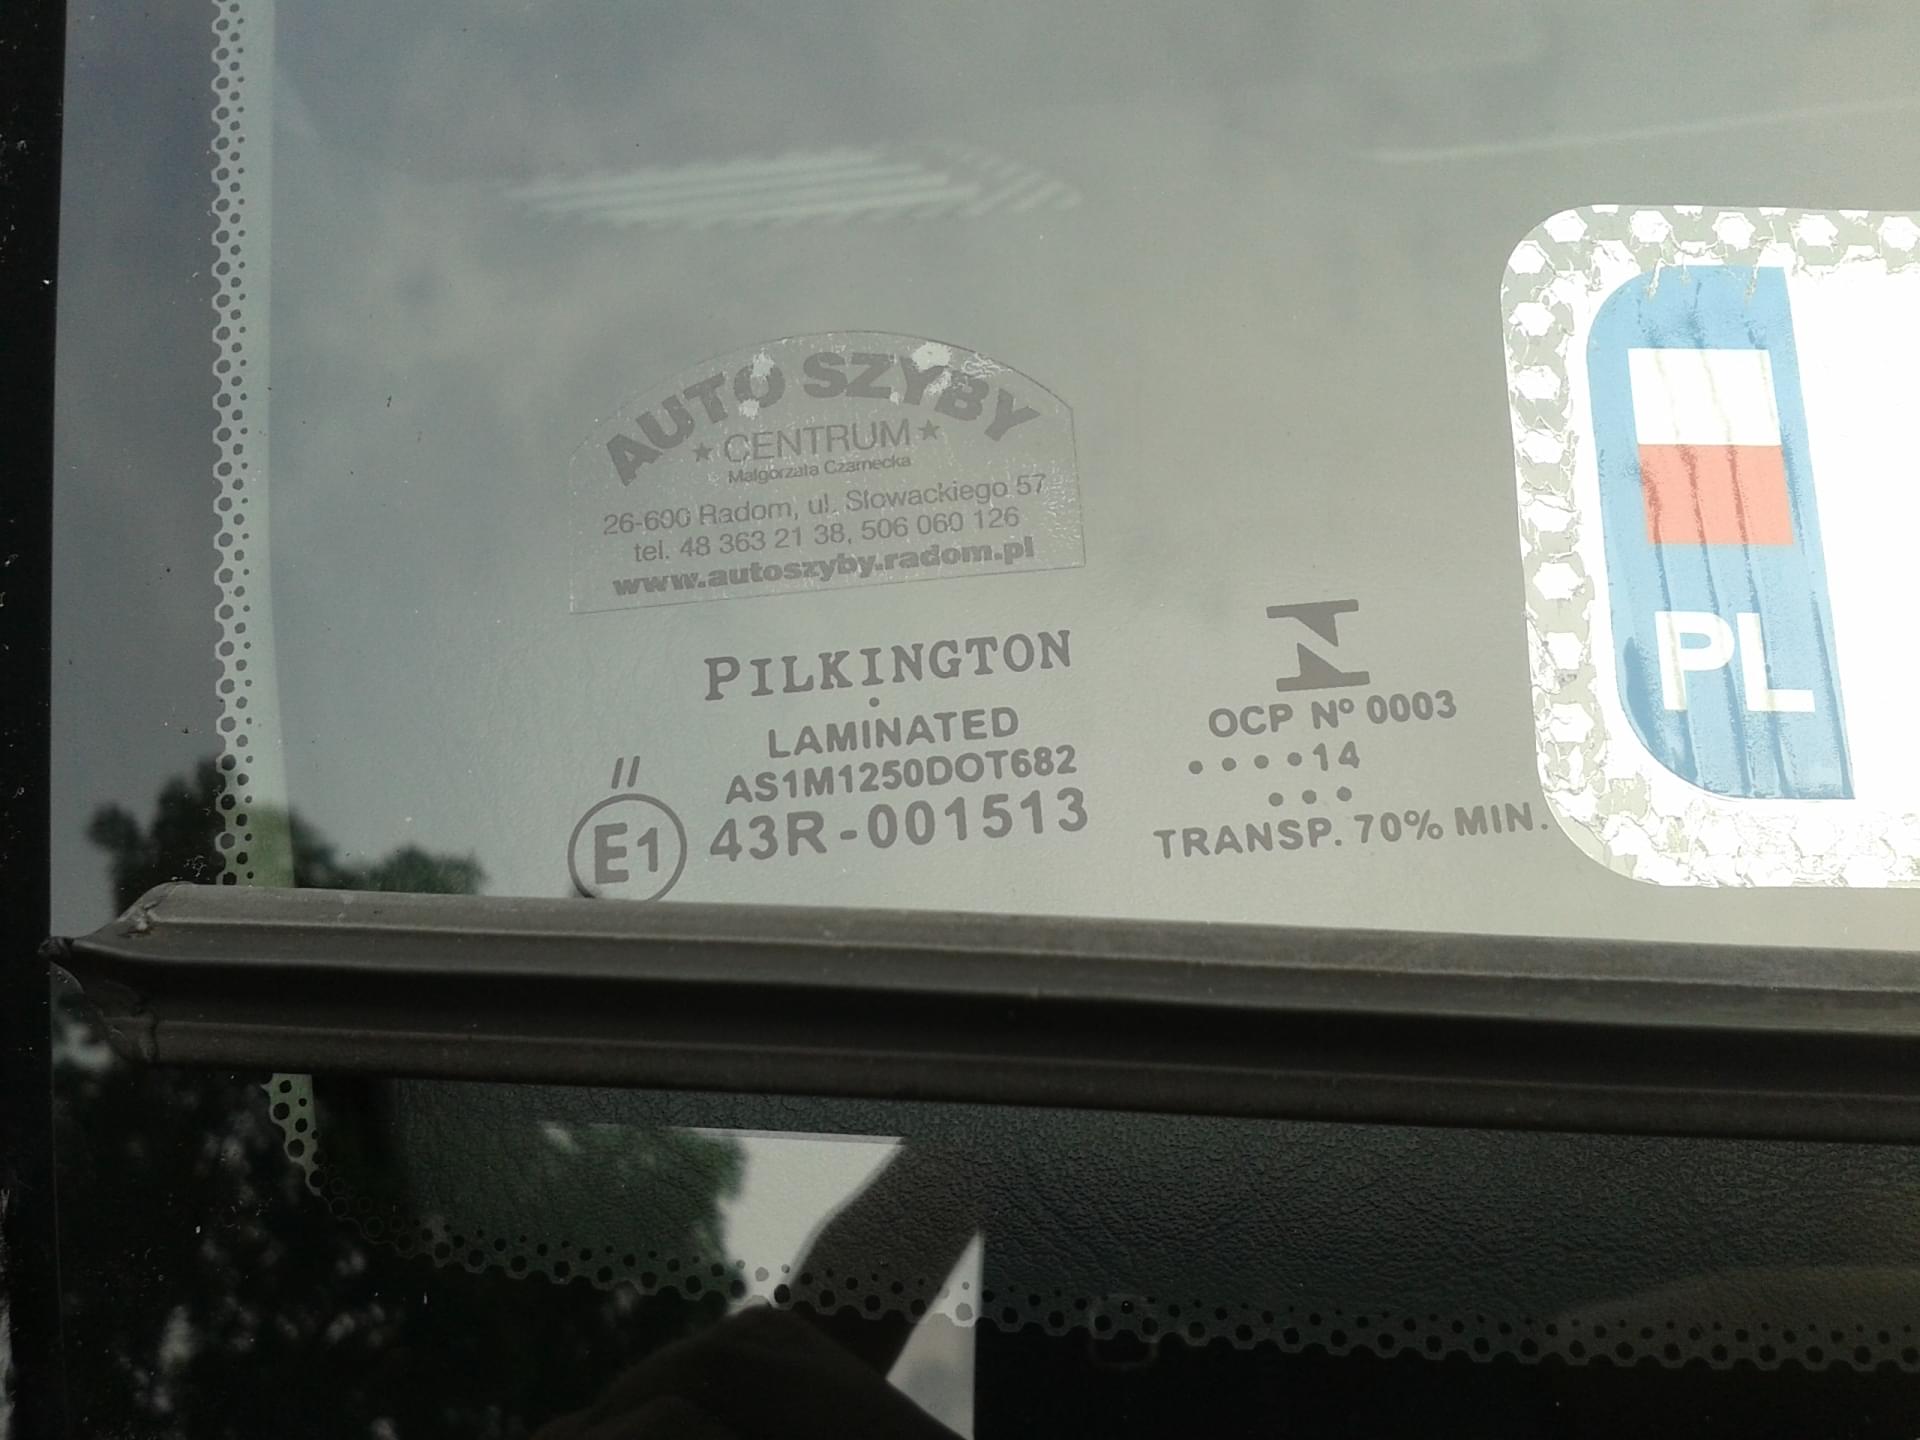 AUTO SZYBY
★ CENTRUM ★
Małgorzata Czarnecka
26-600 Radom, ul. Słowackiego 57
tel. 48 363 21 38, 506 060 126
www.autoszyby.radom.pl
PILKINGTON
LAMINATED
AS1M1250DOT682
//
E1 43R-001513
OCP Nº 0003
••••14
•••
TRANSP. 70% MIN.
PL